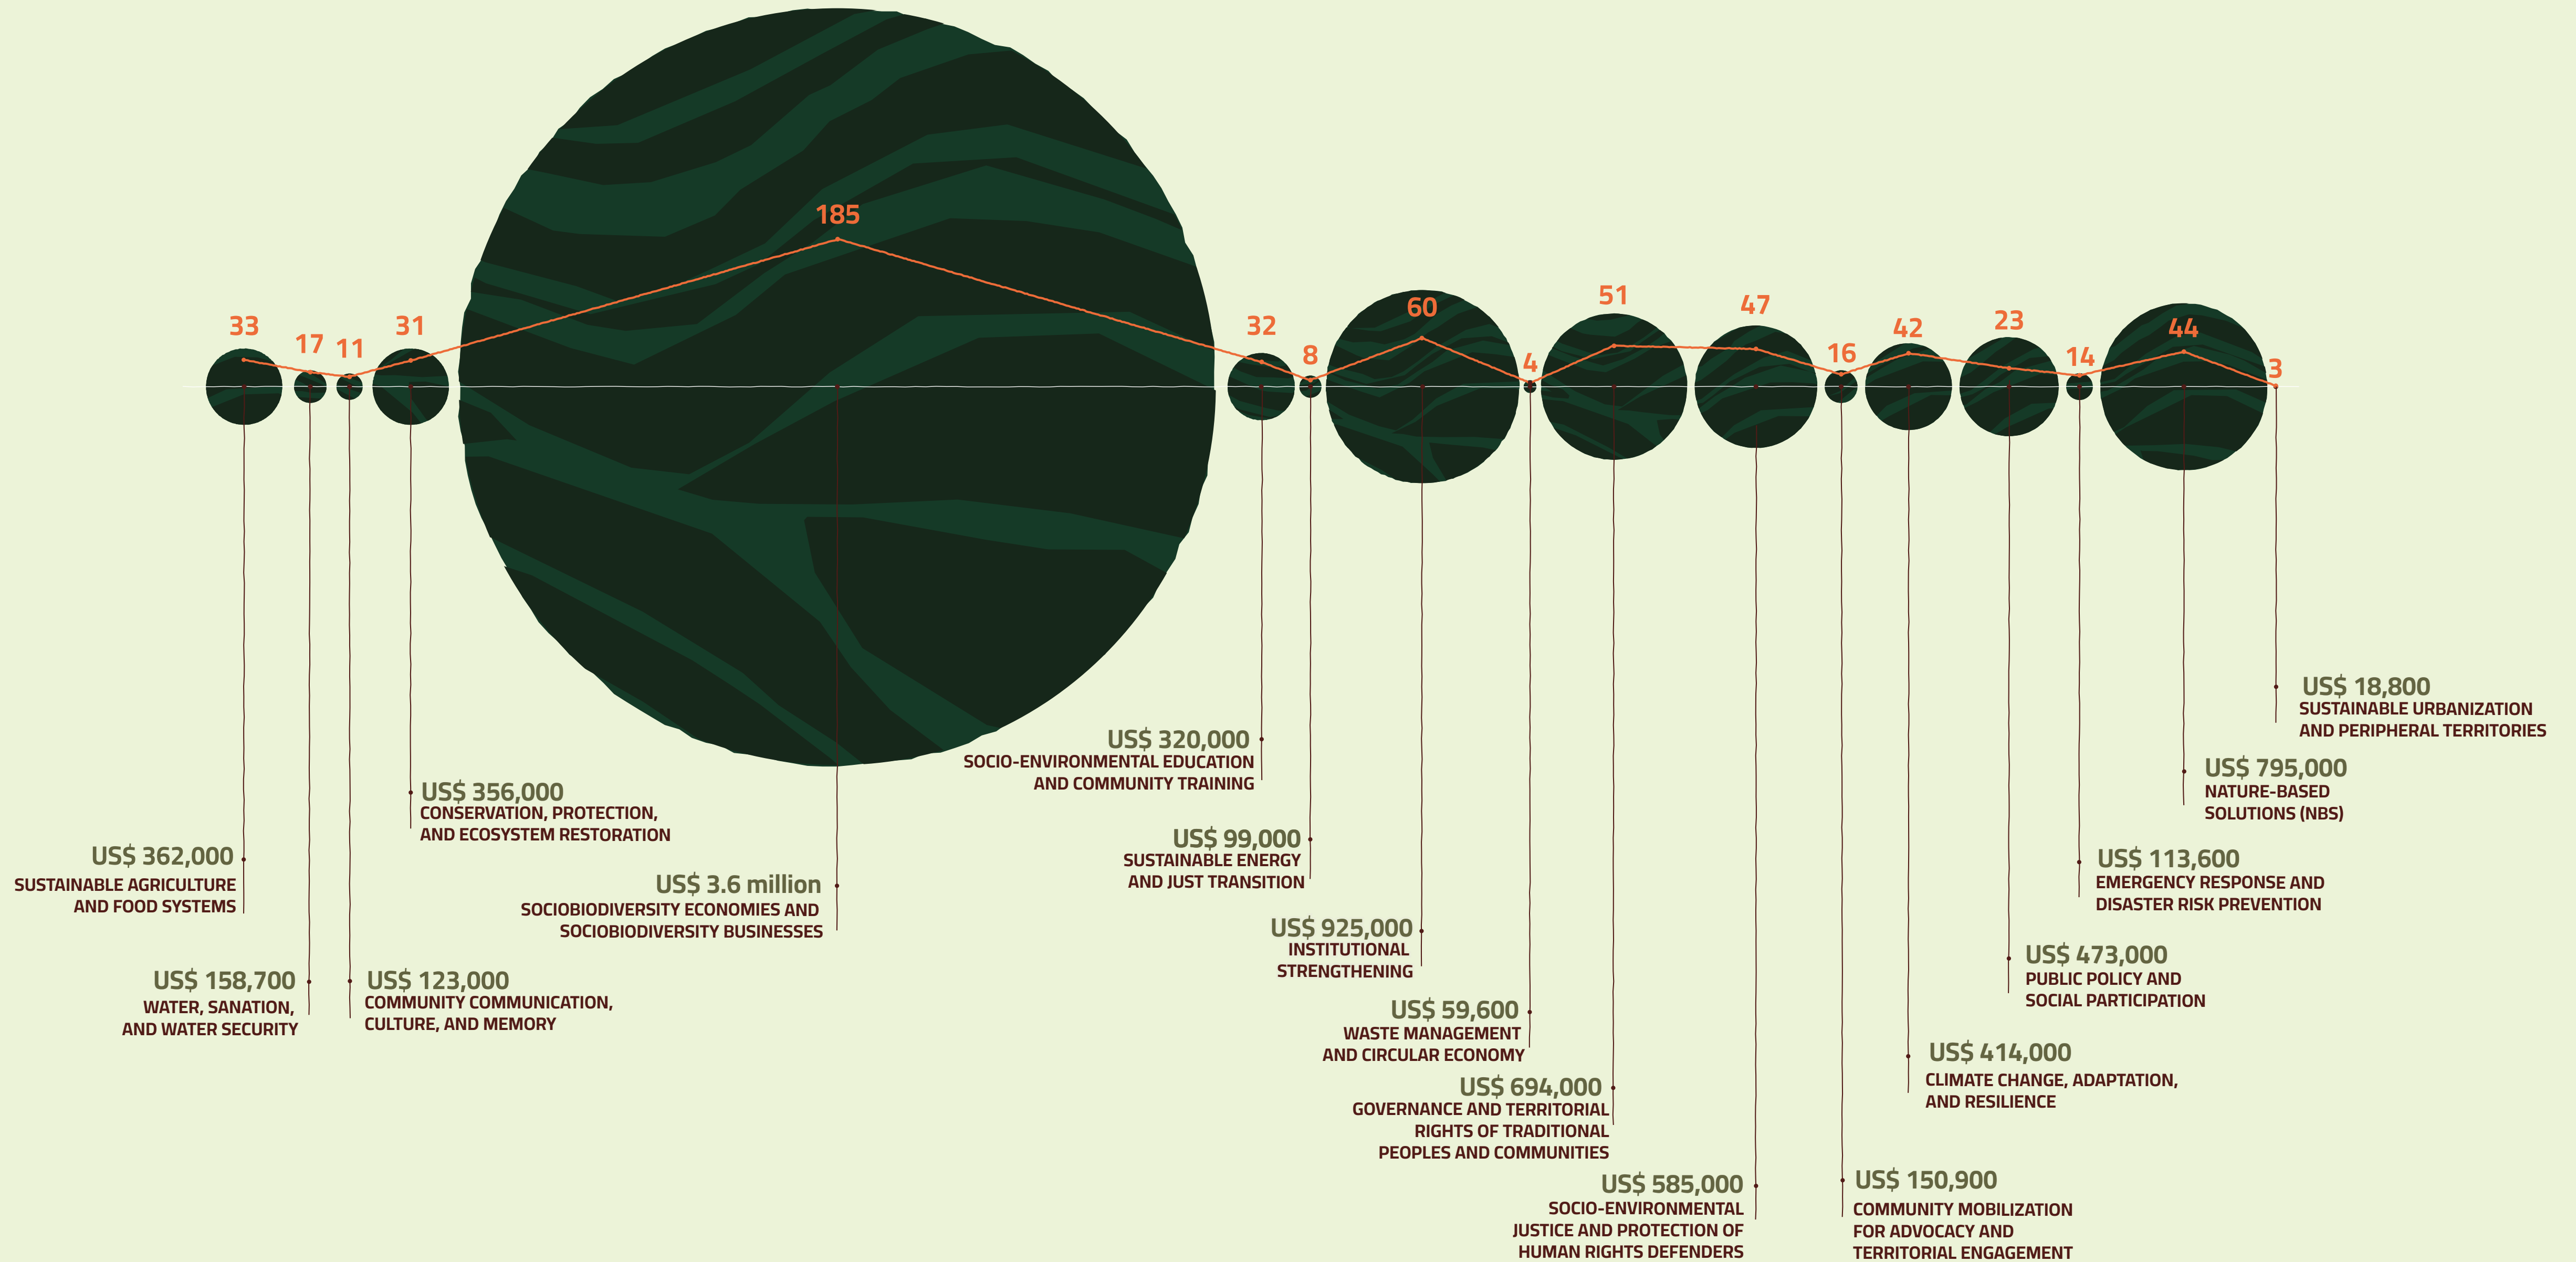 33
17
11
31
185
32
8
60
4
51
47
16
42
23
14
44
3
US$ 362,000
SUSTAINABLE AGRICULTURE
AND FOOD SYSTEMS
US$ 158,700
WATER, SANATION,
AND WATER SECURITY
US$ 123,000
COMMUNITY COMMUNICATION,
CULTURE, AND MEMORY
US$ 356,000
CONSERVATION, PROTECTION,
AND ECOSYSTEM RESTORATION
US$ 3.6 million
SOCIOBIODIVERSITY ECONOMIES AND
SOCIOBIODIVERSITY BUSINESSES
US$ 320,000
SOCIO-ENVIRONMENTAL EDUCATION
AND COMMUNITY TRAINING
US$ 99,000
SUSTAINABLE ENERGY
AND JUST TRANSITION
US$ 925,000
INSTITUTIONAL
STRENGTHENING
US$ 59,600
WASTE MANAGEMENT
AND CIRCULAR ECONOMY
US$ 694,000
GOVERNANCE AND TERRITORIAL
RIGHTS OF TRADITIONAL
PEOPLES AND COMMUNITIES
US$ 585,000
SOCIO-ENVIRONMENTAL
JUSTICE AND PROTECTION OF
HUMAN RIGHTS DEFENDERS
US$ 150,900
COMMUNITY MOBILIZATION
FOR ADVOCACY AND
TERRITORIAL ENGAGEMENT
US$ 414,000
CLIMATE CHANGE, ADAPTATION,
AND RESILIENCE
US$ 473,000
PUBLIC POLICY AND
SOCIAL PARTICIPATION
US$ 113,600
EMERGENCY RESPONSE AND
DISASTER RISK PREVENTION
US$ 795,000
NATURE-BASED
SOLUTIONS (NBS)
US$ 18,800
SUSTAINABLE URBANIZATION
AND PERIPHERAL TERRITORIES